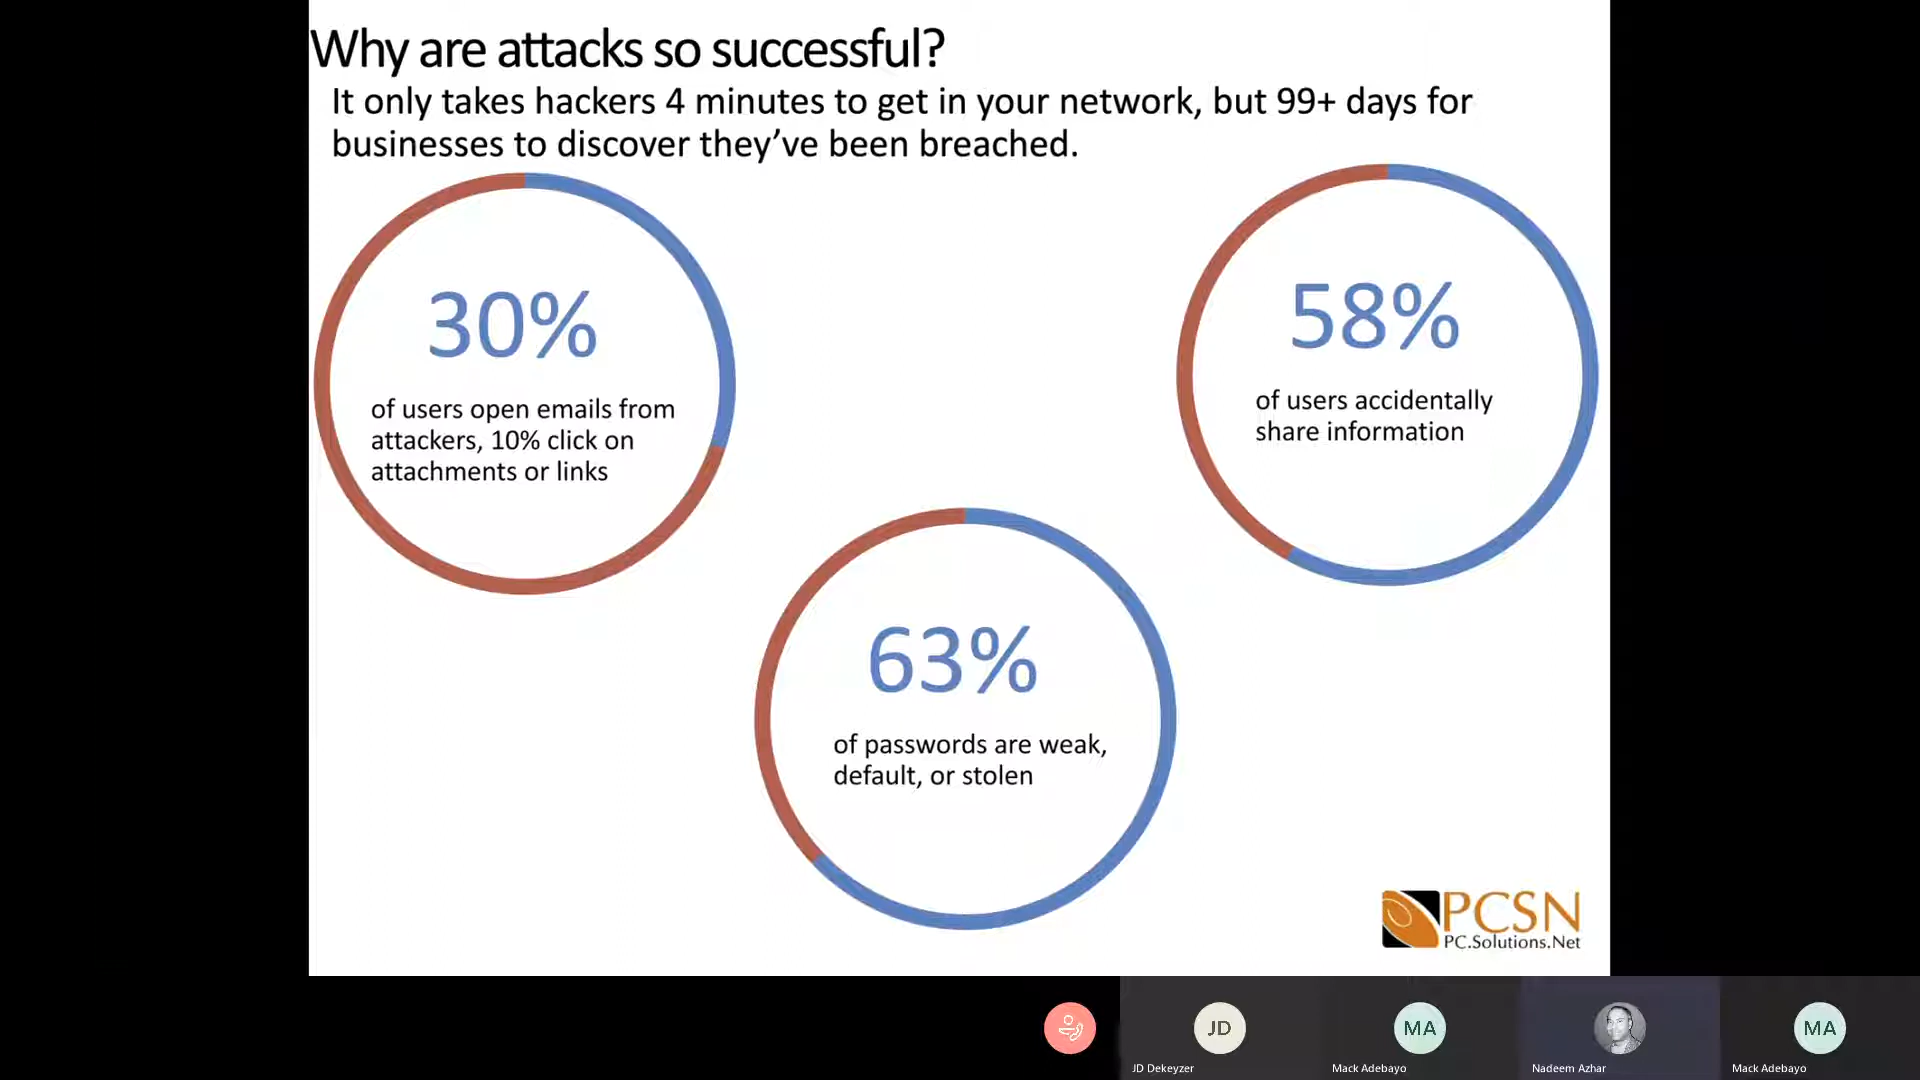 Why are attacks so successful?
It only takes hackers 4 minutes to get in your network, but 99+ days for
businesses to discover they’ve been breached.
30%
of users open emails from
attackers, 10% click on
attachments or links
58%
of users accidentally
share information
63%
of passwords are weak,
default, or stolen
PCSN
PC.Solutions.Net
JD
MA
MA
JD Dekeyzer
Mack Adebayo
Nadeem Azhar
Mack Adebayo